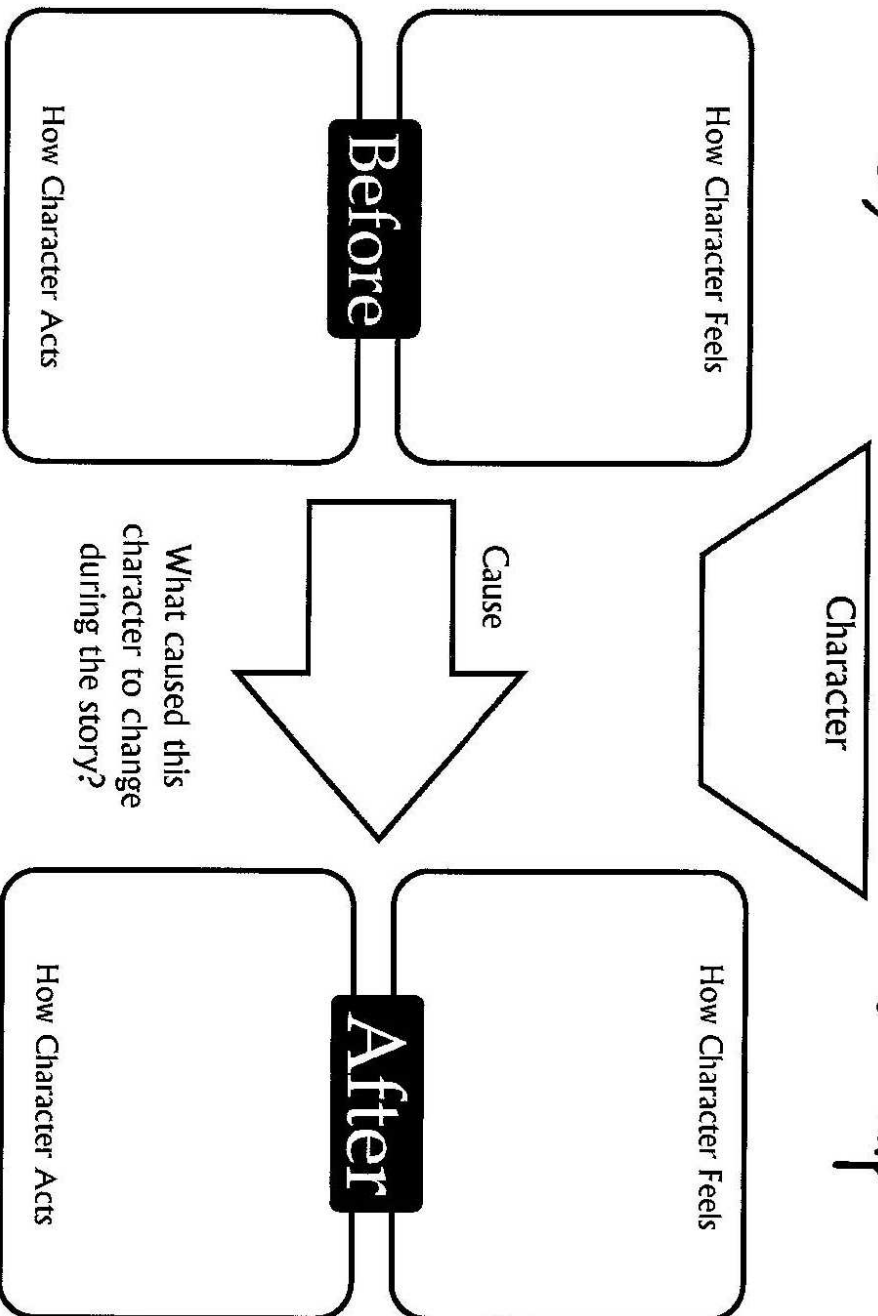 Character
How Character Feels
Before
How Character Acts
Cause
What caused this
character to change
during the story?
How Character Feels
After
How Character Acts